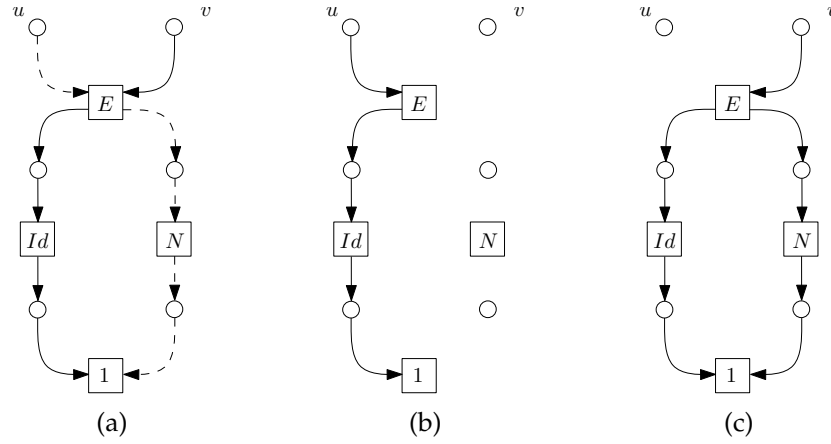 u v u v u v
E E E
Id N Id N Id N
1 1 1
(a) (b) (c)